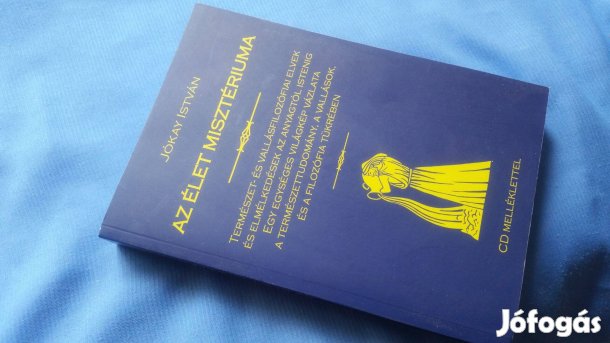 Jókay István
AZ ÉLET MISZTÉRIUMA
Természet- és vallásfilozófiai elvek
és elmélkedések az anyagtól Istenig
Egy egységes világkép vázlata
a természettudomány, a vallások,
és a filozófia tükrében
CD melléklettel
Jófogás